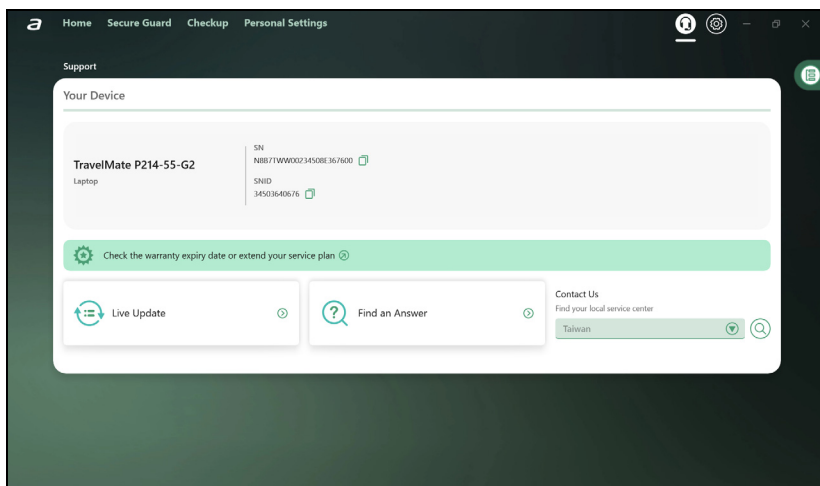 Home Secure Guard Checkup Personal Settings
Support
Your Device
TravelMate P214-55-G2
Laptop
SN
N8B7TWW00234508E367600
SNID
34503640676
Check the warranty expiry date or extend your service plan
Live Update
Find an Answer
Contact Us
Find your local service center
Taiwan